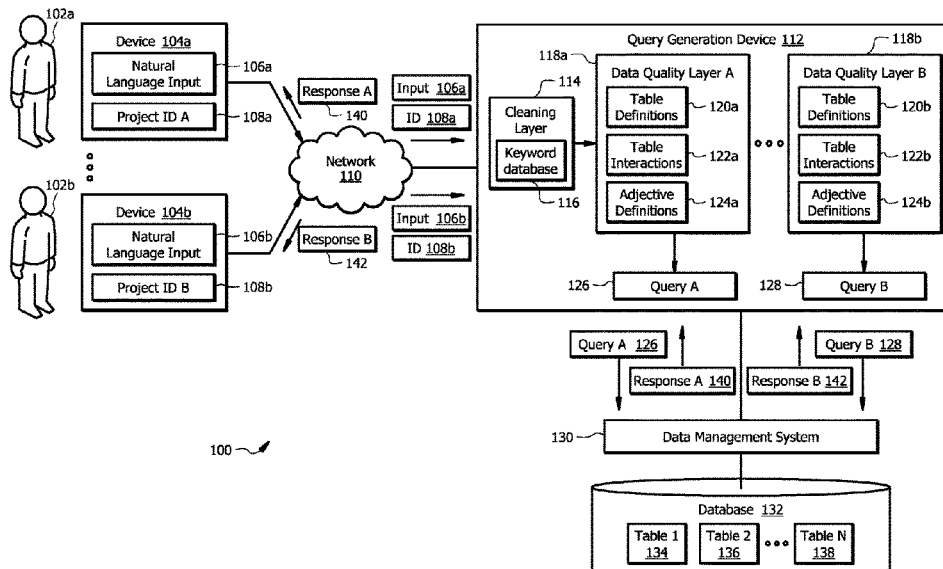 102a
Device 104a
Natural
Language Input
106a
Project ID A
108a
102b
Device 104b
Natural
Language Input
106b
Project ID B
108b
Response A
140
Input 106a
ID 108a
Network
110
Input 106b
ID 108b
Response B
142
Query Generation Device 112
114
Cleaning
Layer
Keyword
database
116
118a
Data Quality Layer A
Table
Definitions
120a
Table
Interactions
122a
Adjective
Definitions
124a
118b
Data Quality Layer B
Table
Definitions
120b
Table
Interactions
122b
Adjective
Definitions
124b
126
Query A
128
Query B
Query A 126
Response A 140
Response B 142
Query B 128
130
Data Management System
100
Database 132
Table 1
134
Table 2
136
Table N
138